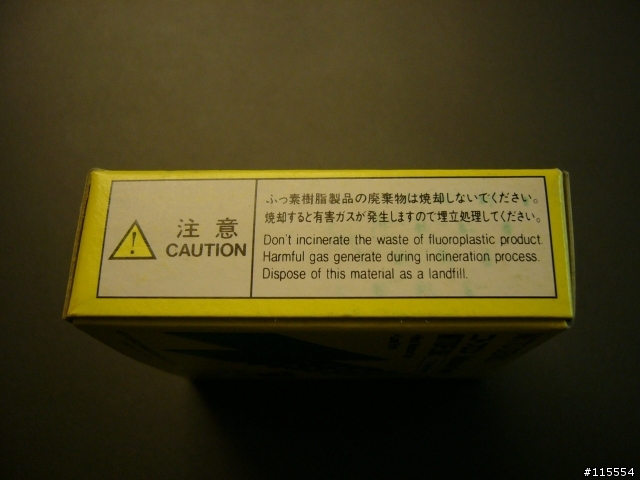 注意
CAUTION
ふっ素樹脂製品の廃棄物は焼却しないでください。
焼却すると有害ガスが発生しますので埋立処理してください。
Don't incinerate the waste of fluoroplastic product.
Harmful gas generate during incineration process.
Dispose of this material as a landfill.
#115554